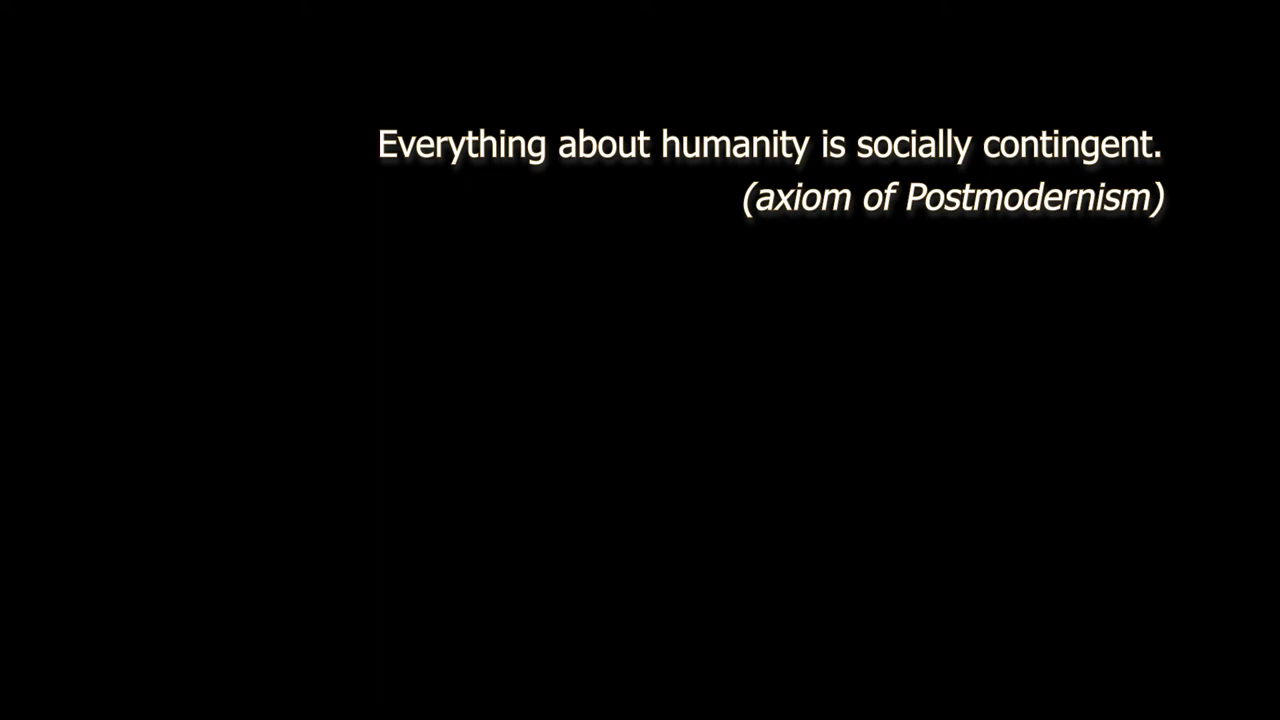 Everything about humanity is socially contingent.
(axiom of Postmodernism)